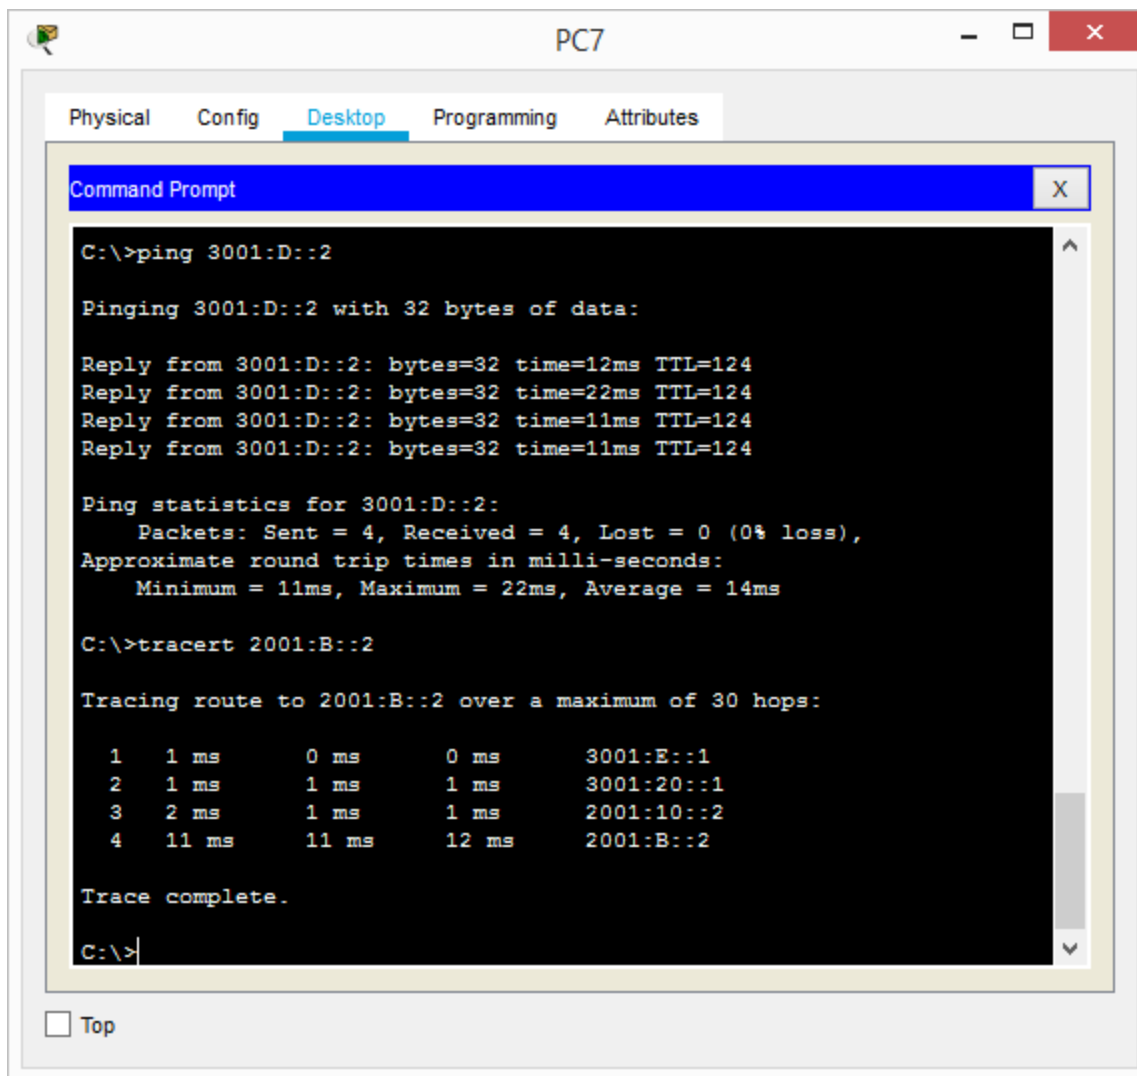 PC7
Physical Config Desktop Programming Attributes
Command Prompt X
C:\>ping 3001:D::2
Pinging 3001:D::2 with 32 bytes of data:
Reply from 3001:D::2: bytes=32 time=12ms TTL=124
Reply from 3001:D::2: bytes=32 time=22ms TTL=124
Reply from 3001:D::2: bytes=32 time=11ms TTL=124
Reply from 3001:D::2: bytes=32 time=11ms TTL=124
Ping statistics for 3001:D::2:
    Packets: Sent = 4, Received = 4, Lost = 0 (0% loss),
Approximate round trip times in milli-seconds:
    Minimum = 11ms, Maximum = 22ms, Average = 14ms
C:\>tracert 2001:B::2
Tracing route to 2001:B::2 over a maximum of 30 hops:
  1   1 ms      0 ms      0 ms      3001:E::1
  2   1 ms      1 ms      1 ms      3001:20::1
  3   2 ms      1 ms      1 ms      2001:10::2
  4   11 ms     11 ms     12 ms     2001:B::2
Trace complete.
C:\>
Top